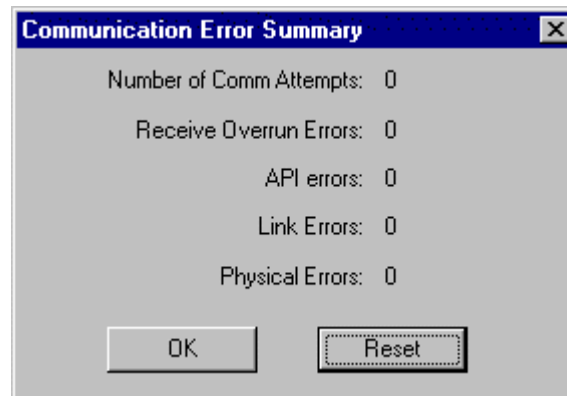 Communication Error Summary
Number of Comm Attempts: 0
Receive Overrun Errors: 0
API errors: 0
Link Errors: 0
Physical Errors: 0
OK Reset